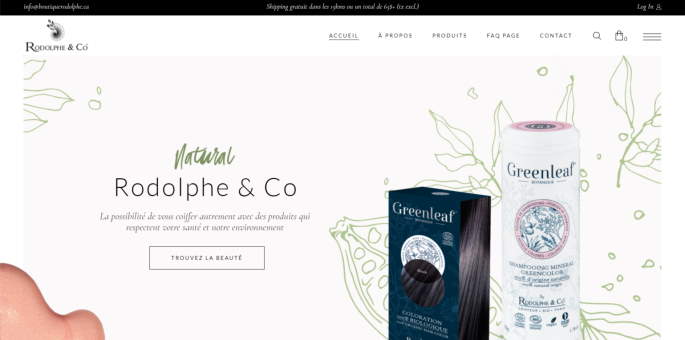 info@boutiquerodolphe.ca
Shipping gratuit dans les 15kms ou un total de 65$+ (tx excl.)
Log In
RODOLPHE & CO
ACCUEIL
À PROPOS
PRODUITS
FAQ PAGE
CONTACT
0
Natural
Rodolphe & Co
La possibilité de vous coiffer autrement avec des produits qui
respectent votre santé et notre environnement
TROUVEZ LA BEAUTÉ
Greenleaf
COLORATION
100% BIOLOGIQUE
Greenleaf
BOTANIQUE
SHAMPOOING MINERAL
GREENCOLOR
by
RODOLPHE & CO